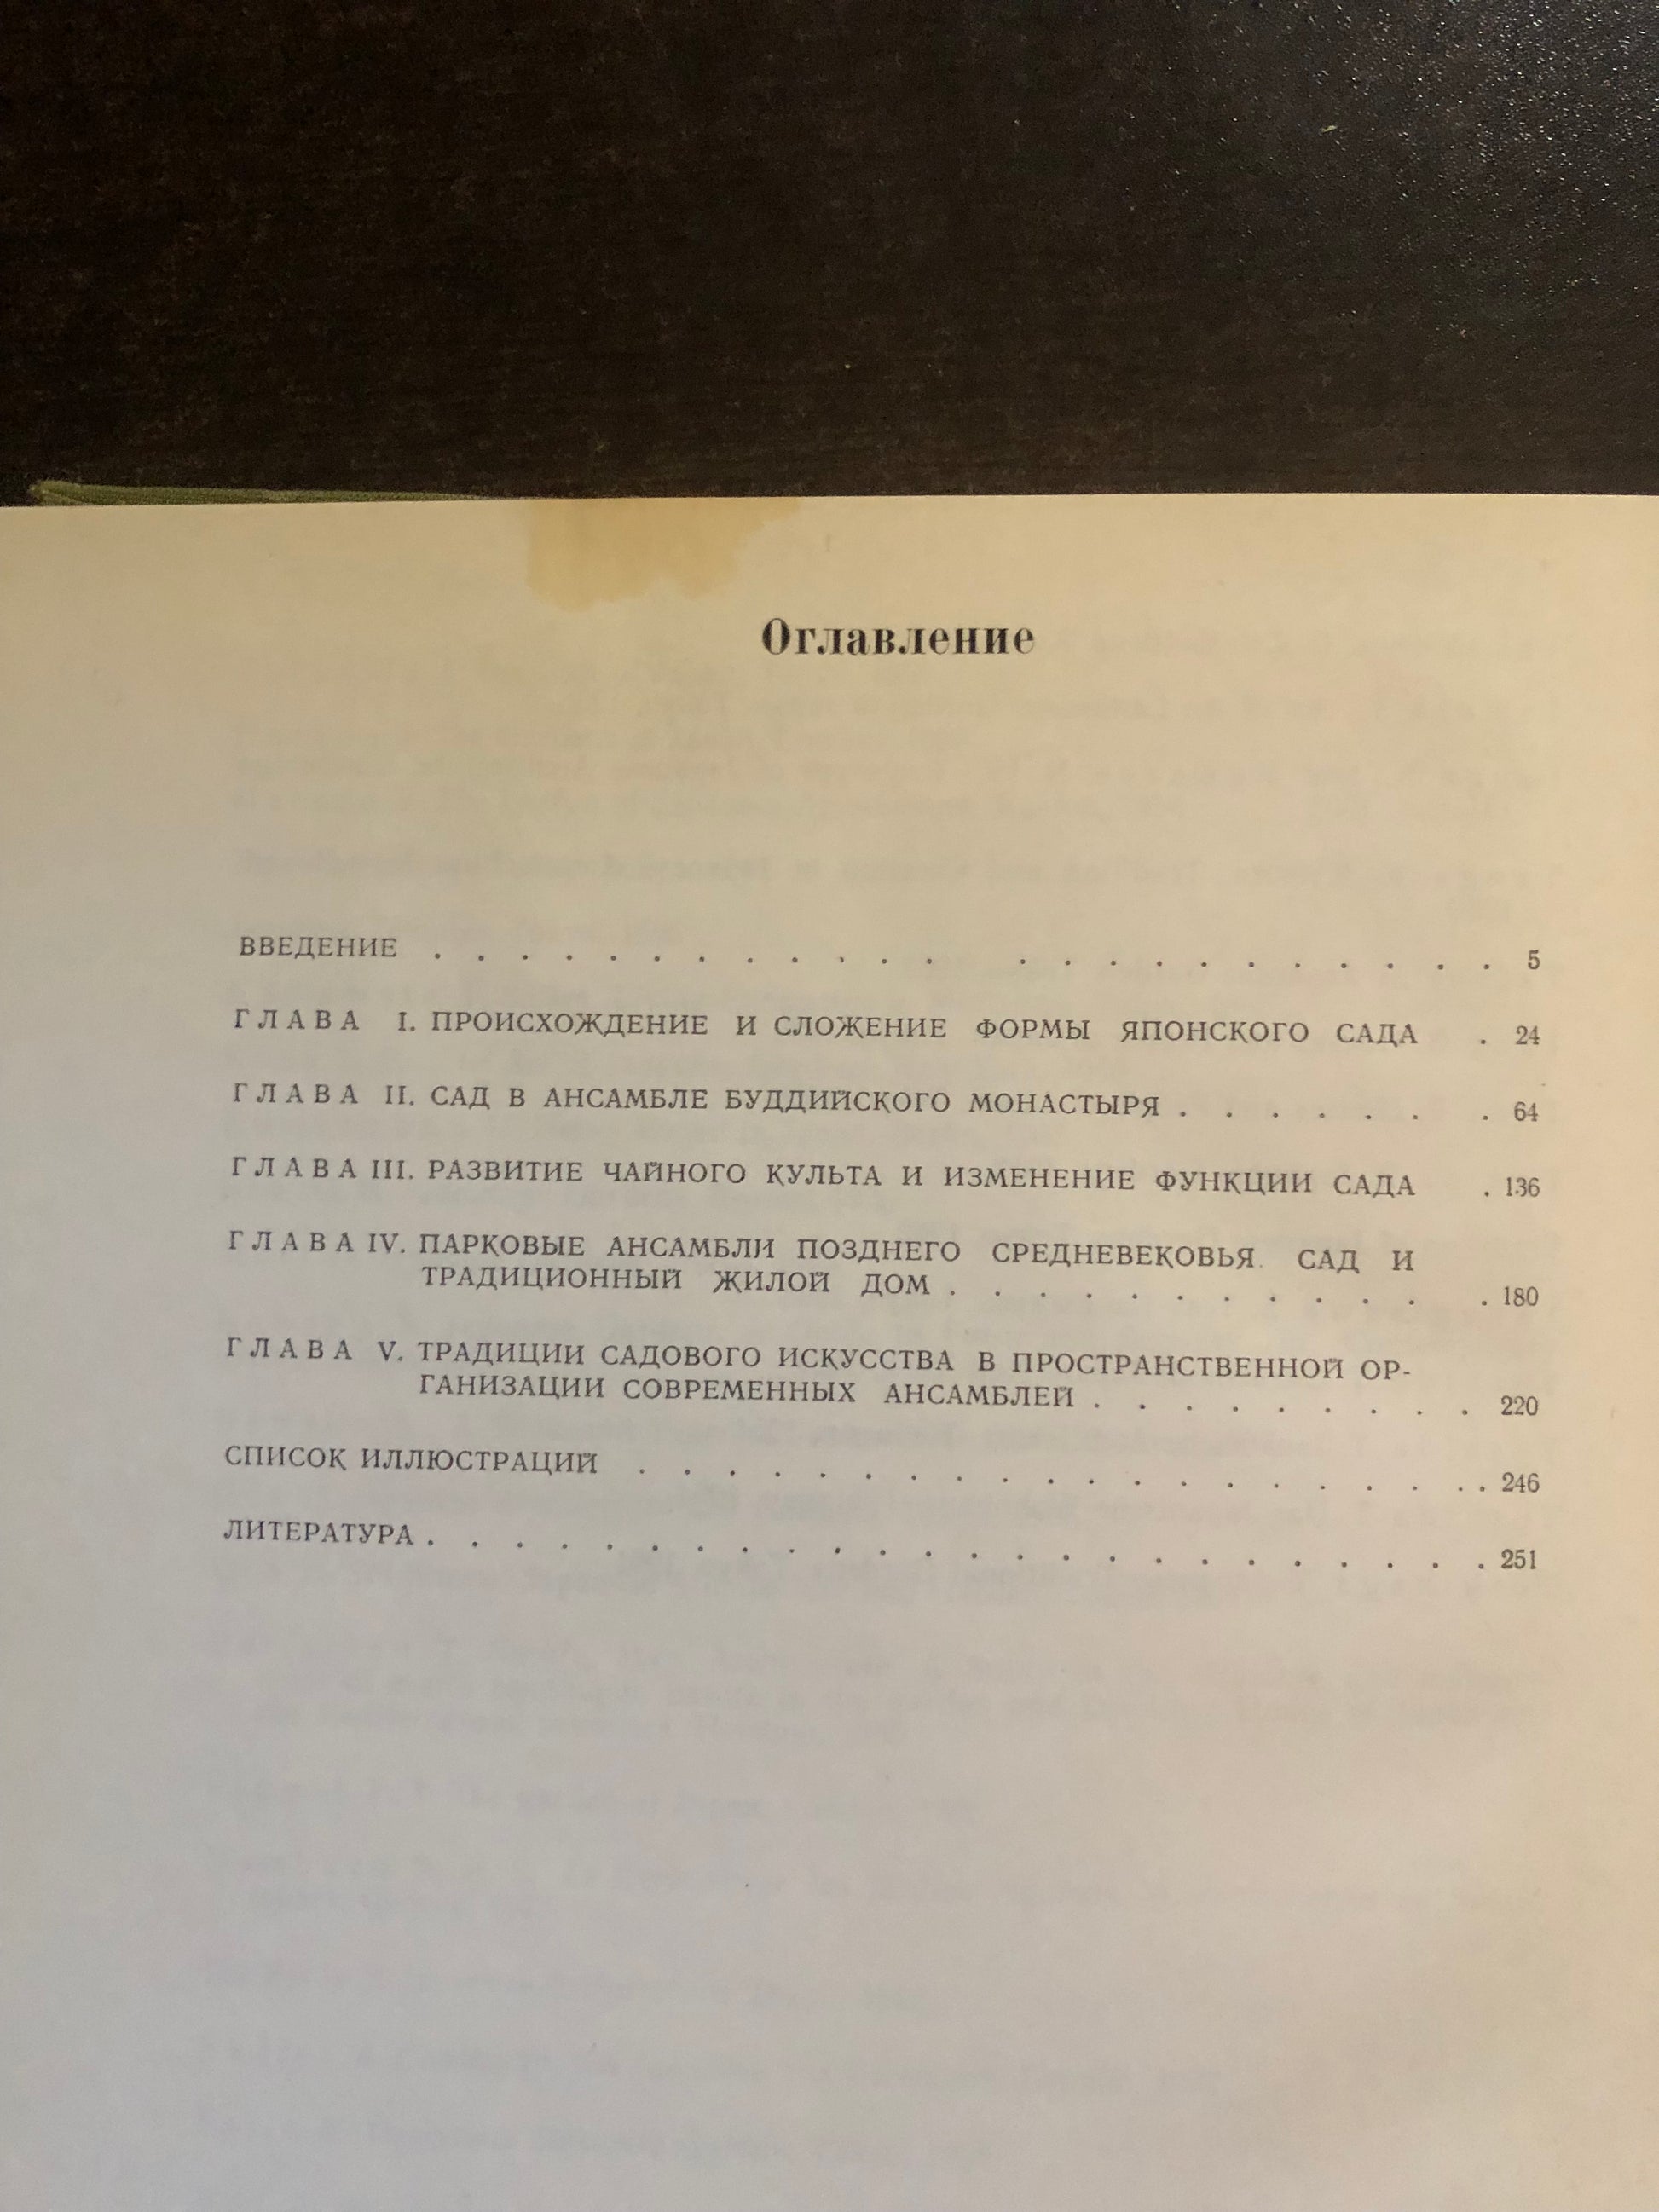 Оглавление
ВВЕДЕНИЕ . . . . . . . . . . . . . . . . . . . . . . . 5
ГЛАВА I. ПРОИСХОЖДЕНИЕ И СЛОЖЕНИЕ ФОРМЫ ЯПОНСКОГО САДА . 24
ГЛАВА II. САД В АНСАМБЛЕ БУДДИЙСКОГО МОНАСТЫРЯ . . . . . . . 64
ГЛАВА III. РАЗВИТИЕ ЧАЙНОГО КУЛЬТА И ИЗМЕНЕНИЕ ФУНКЦИИ САДА . 136
ГЛАВА IV. ПАРКОВЫЕ АНСАМБЛИ ПОЗДНЕГО СРЕДНЕВЕКОВЬЯ. САД И
ТРАДИЦИОННЫЙ ЖИЛОЙ ДОМ . . . . . . . . . . . . 180
ГЛАВА V. ТРАДИЦИИ САДОВОГО ИСКУССТВА В ПРОСТРАНСТВЕННОЙ ОР-
ГАНИЗАЦИИ СОВРЕМЕННЫХ АНСАМБЛЕЙ . . . . . . . . . 220
СПИСОК ИЛЛЮСТРАЦИЙ . . . . . . . . . . . . . . . . . . . . 246
ЛИТЕРАТУРА . . . . . . . . . . . . . . . . . . . . . . . . 251